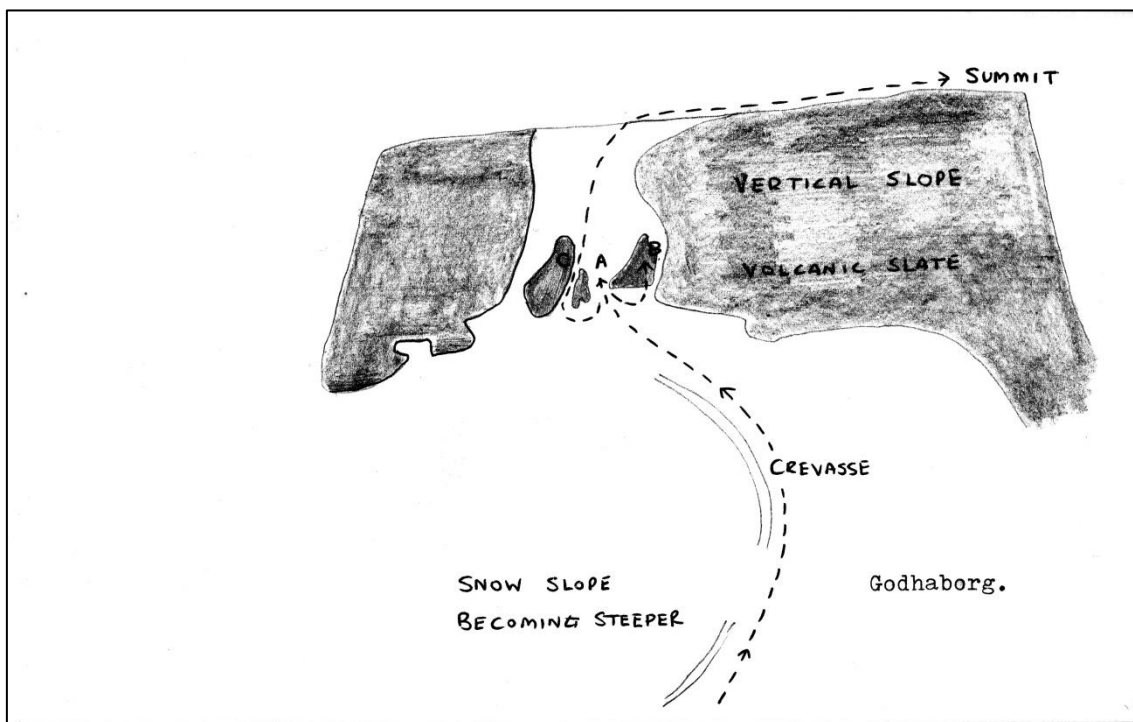 SUMMIT
VERTICAL SLOPE
C A B
VOLCANIC SLATE
CREVASSE
SNOW SLOPE
BECOMING STEEPER
Godhaborg.